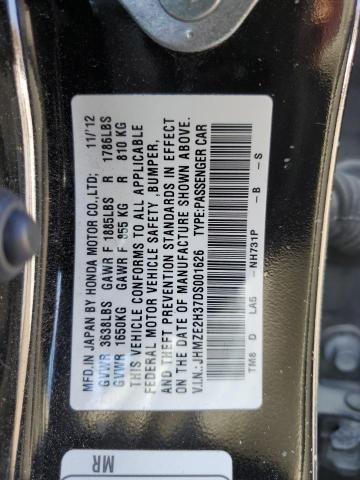 MFD.IN JAPAN BY HONDA MOTOR CO.,LTD; 11/'12
GVWR 3638LBS GAWR F 1885LBS R 1786LBS
GVWR 1650KG GAWR F 855 KG R 810 KG
THIS VEHICLE CONFORMS TO ALL APPLICABLE
FEDERAL MOTOR VEHICLE SAFETY ,BUMPER,
AND THEFT PREVENTION STANDARDS IN EFFECT
ON THE DATE OF MANUFACTURE SHOWN ABOVE.
V.I.N.:JHMZE2H37DS001626 TYPE:PASSENGER CAR
TM8 D LA5 -NH731P -B -S
MR